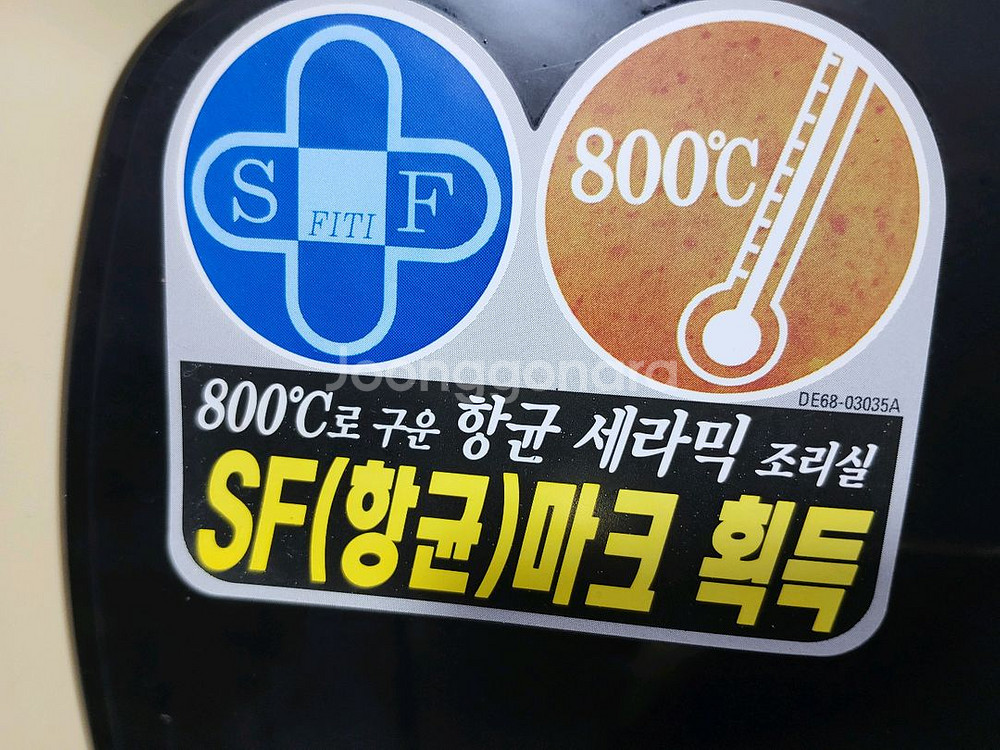 S F
FITI
800℃
Joonggonara
DE68-03035A
800℃로 구운 항균 세라믹 조리실
SF(항균)마크 획득